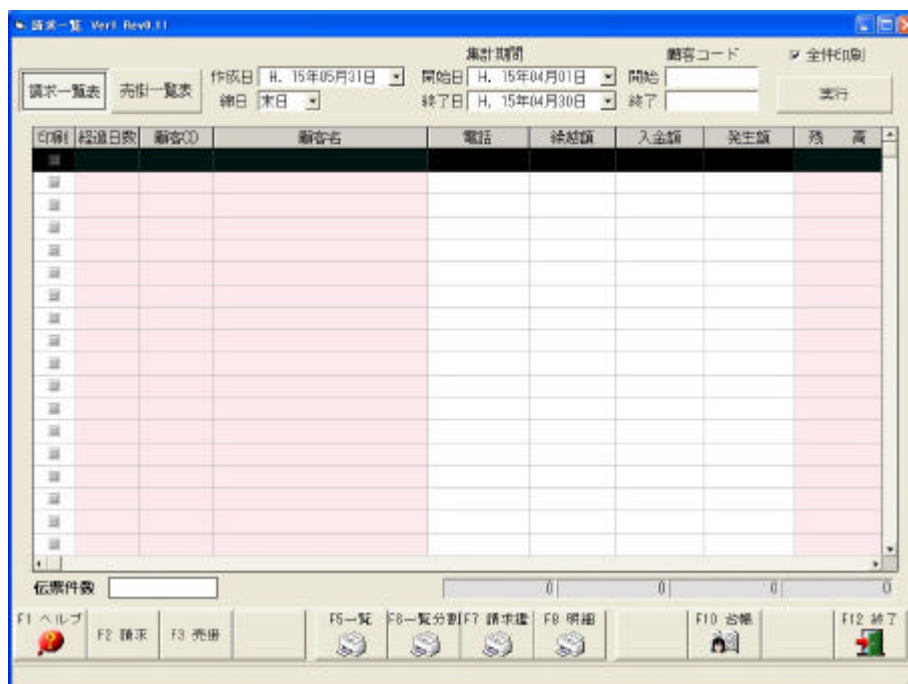 請求一覧 Ver1 Rev0.11
集計期間 顧客コード 全件印刷
請求一覧表 売掛一覧表 作成日 H. 15年05月31日 開始日 H. 15年04月01日 開始 実行
締日 末日 終了日 H. 15年04月30日 終了
印刷 経過日数 顧客CD 顧客名 電話 繰越額 入金額 発生額 残 高
伝票件数 0 0 0 0
F1 ヘルプ F2 請求 F3 売掛 F5一覧 F6一覧分割 F7 請求鑑 F8 明細 F10 台帳 F12 終了